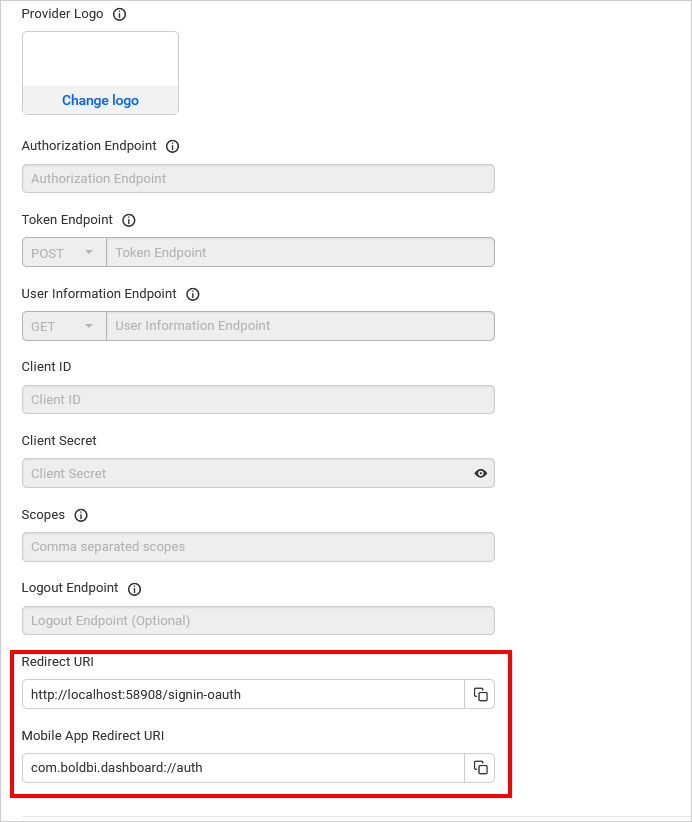 Provider Logo
Change logo
Authorization Endpoint
Authorization Endpoint
Token Endpoint
POST Token Endpoint
User Information Endpoint
GET User Information Endpoint
Client ID
Client ID
Client Secret
Client Secret
Scopes
Comma separated scopes
Logout Endpoint
Logout Endpoint (Optional)
Redirect URI
http://localhost:58908/signin-oauth
Mobile App Redirect URI
com.boldbi.dashboard://auth